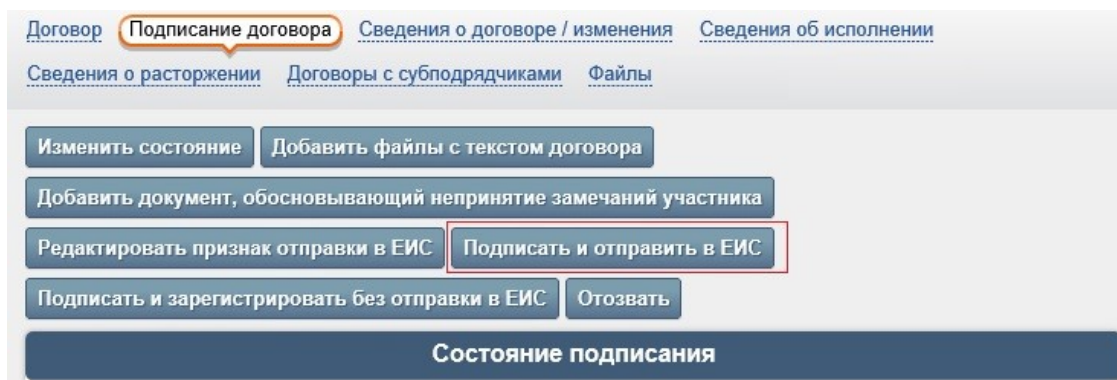 Договор Подписание договора Сведения о договоре / изменения Сведения об исполнении
Сведения о расторжении Договоры с субподрядчиками Файлы
Изменить состояние Добавить файлы с текстом договора
Добавить документ, обосновывающий непринятие замечаний участника
Редактировать признак отправки в ЕИС Подписать и отправить в ЕИС
Подписать и зарегистрировать без отправки в ЕИС Отозвать
Состояние подписания